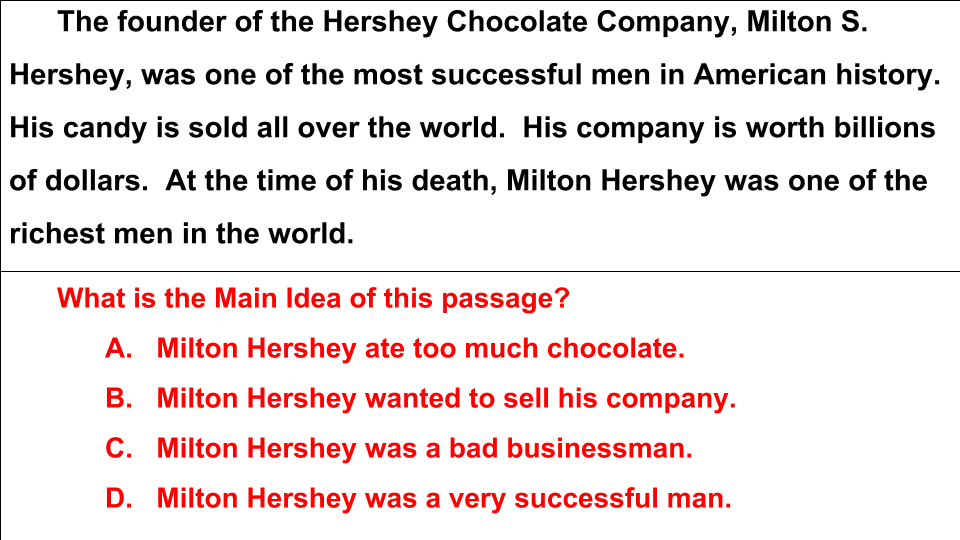 The founder of the Hershey Chocolate Company, Milton S.
Hershey, was one of the most successful men in American history.
His candy is sold all over the world.  His company is worth billions
of dollars.  At the time of his death, Milton Hershey was one of the
richest men in the world.
What is the Main Idea of this passage?
A.   Milton Hershey ate too much chocolate.
B.   Milton Hershey wanted to sell his company.
C.   Milton Hershey was a bad businessman.
D.   Milton Hershey was a very successful man.